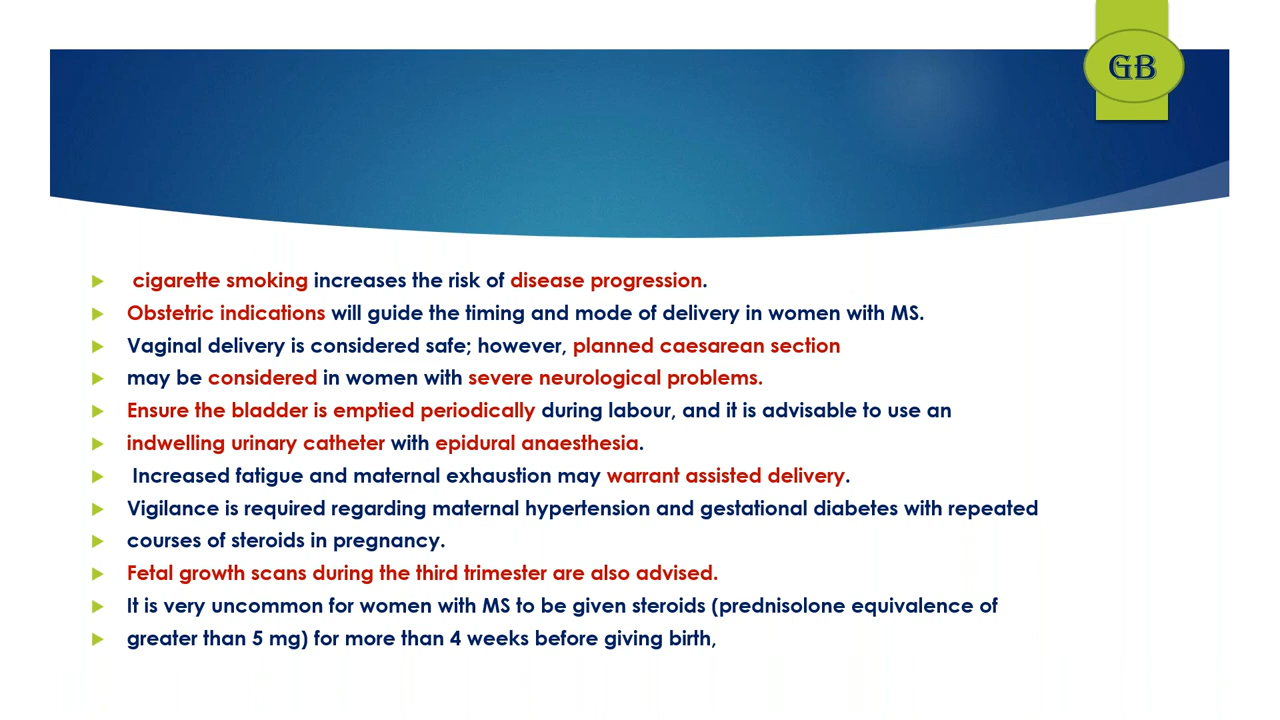 GB
cigarette smoking increases the risk of disease progression.
Obstetric indications will guide the timing and mode of delivery in women with MS.
Vaginal delivery is considered safe; however, planned caesarean section
may be considered in women with severe neurological problems.
Ensure the bladder is emptied periodically during labour, and it is advisable to use an
indwelling urinary catheter with epidural anaesthesia.
Increased fatigue and maternal exhaustion may warrant assisted delivery.
Vigilance is required regarding maternal hypertension and gestational diabetes with repeated
courses of steroids in pregnancy.
Fetal growth scans during the third trimester are also advised.
It is very uncommon for women with MS to be given steroids (prednisolone equivalence of
greater than 5 mg) for more than 4 weeks before giving birth,